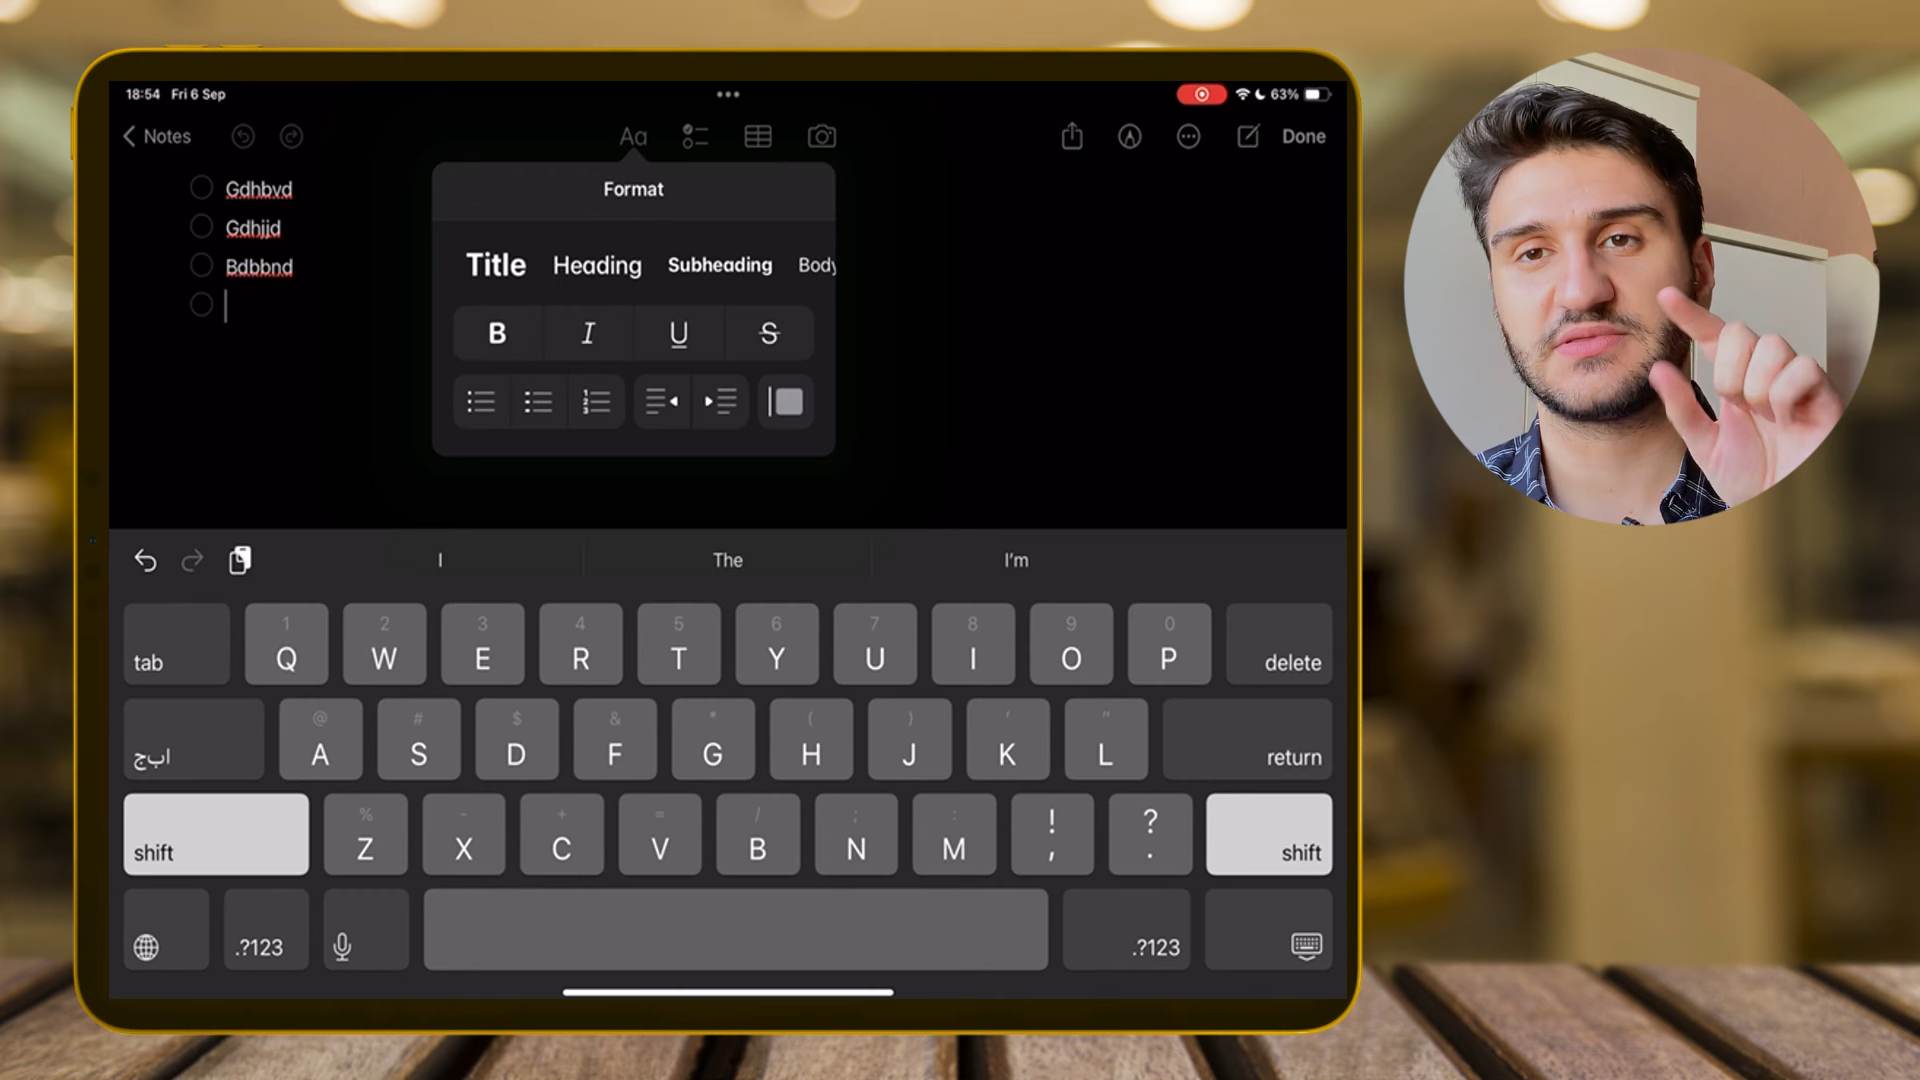 18:54 Fri 6 Sep
63%
Notes
Aa
Done
Gdhbvd
Gdhjjd
Bdbbnd
Format
Title Heading Subheading Body
B I U S
I The I'm
1 2 3 4 5 6 7 8 9 0
tab Q W E R T Y U I O P delete
@ # $ & * ( ) ' "
ابج A S D F G H J K L return
% - + = / ; : ! ?
shift Z X C V B N M , . shift
.?123 .?123